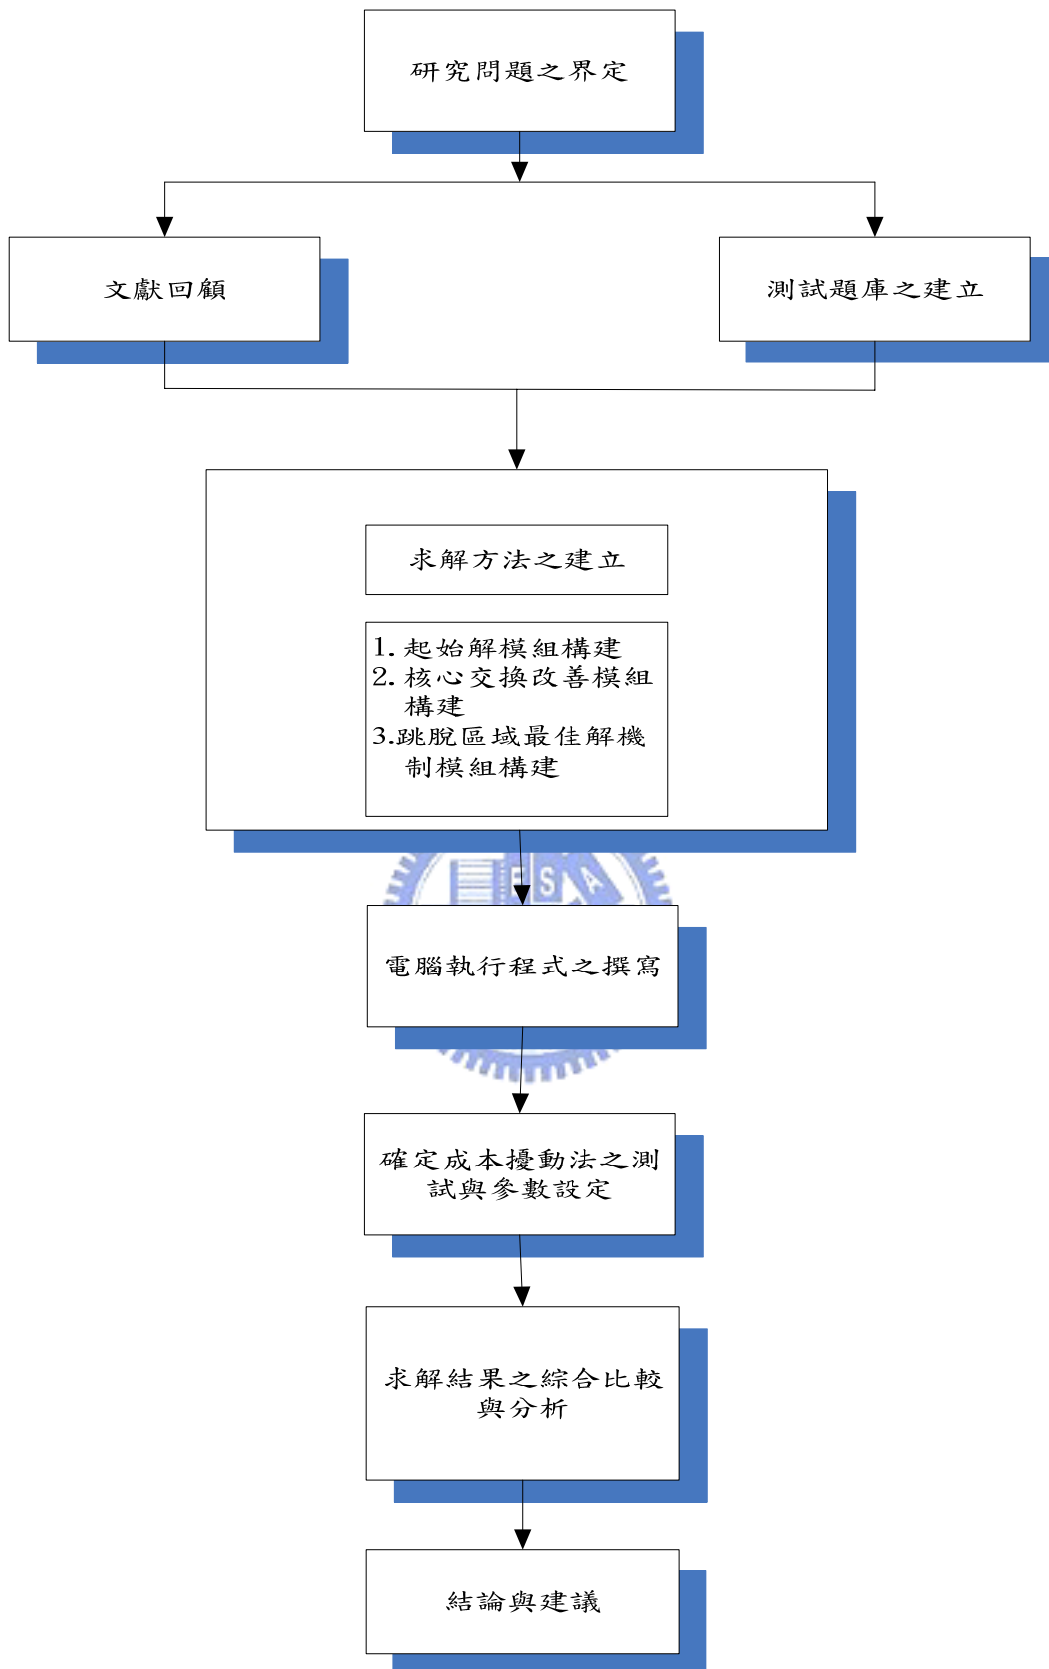 研究問題之界定
文獻回顧
測試題庫之建立
求解方法之建立
1. 起始解模組構建
2. 核心交換改善模組
構建
3.跳脫區域最佳解機
制模組構建
ESA
電腦執行程式之撰寫
確定成本擾動法之測
試與參數設定
求解結果之綜合比較
與分析
結論與建議